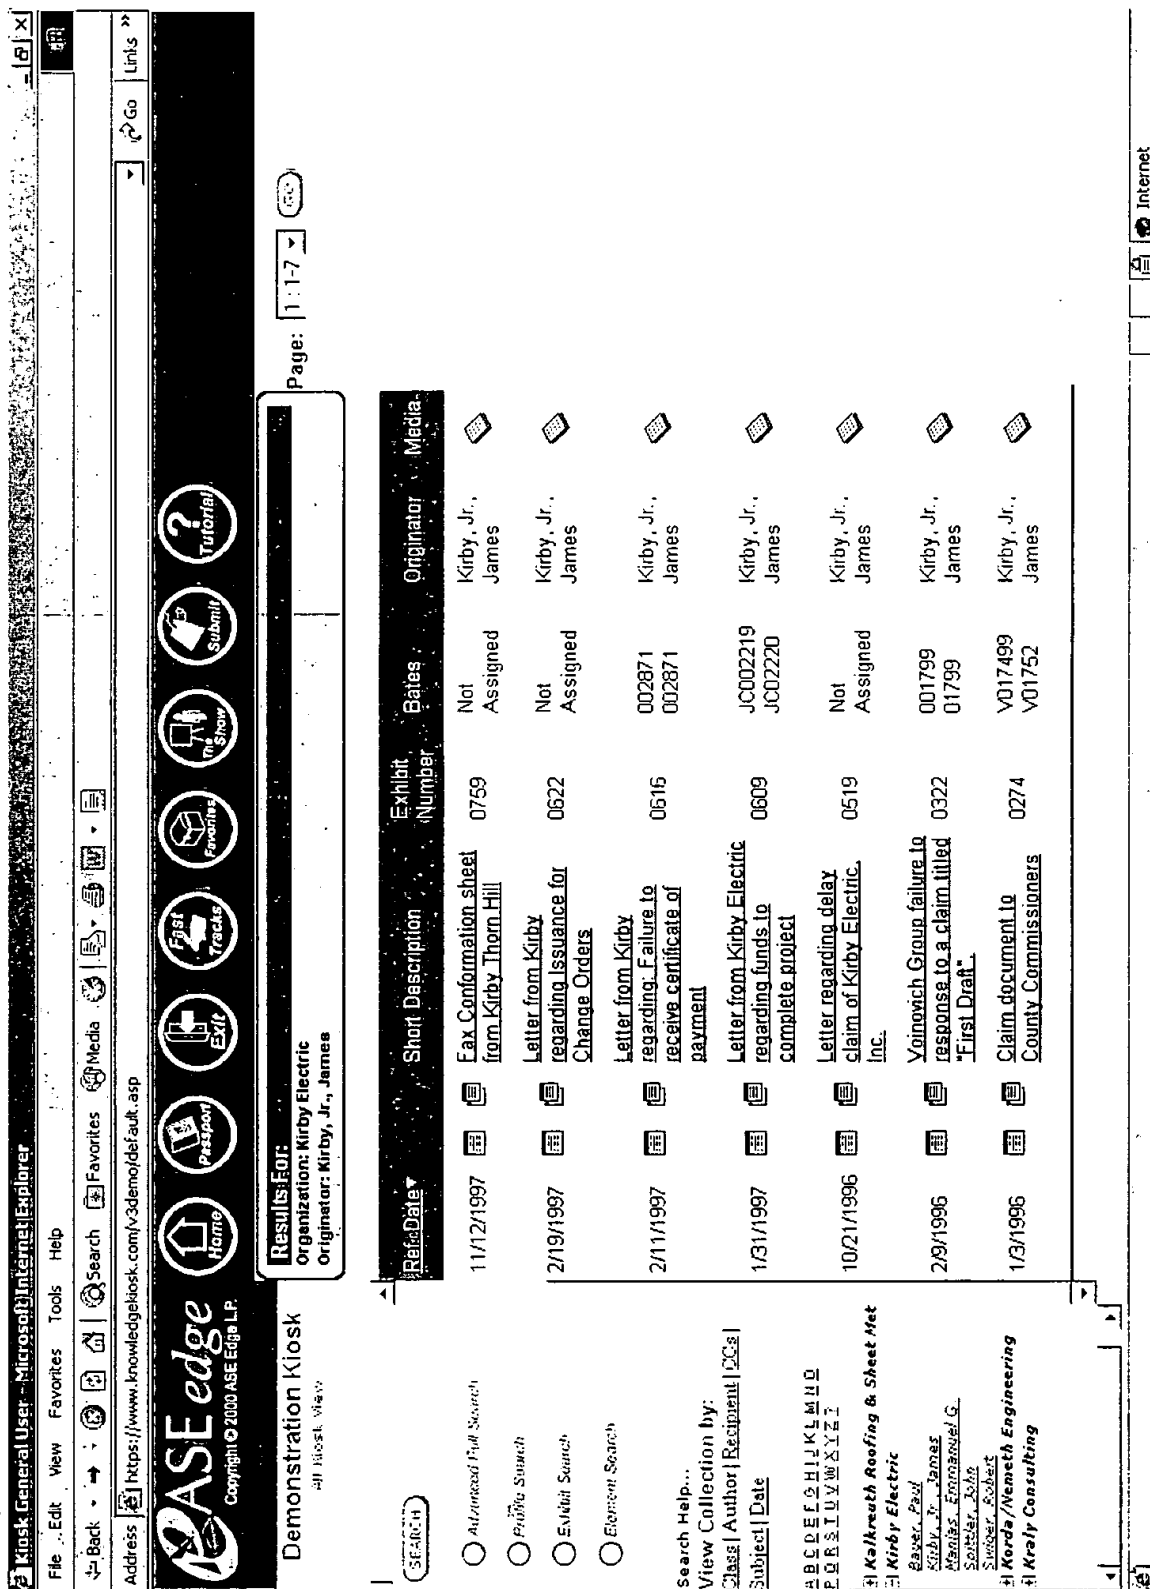 Kiosk General User - Microsoft Internet Explorer
File Edit View Favorites Tools Help
Back Search Favorites Media
Address https://www.knowledgekiosk.com/v3demo/default.asp Go Links »
eASE edge
Copyright © 2000 ASE Edge L.P.
Home Passport Exit Fast Tracks Favorites The Show Submit ? Tutorial
Demonstration Kiosk
All Kiosk View
Results For:
Organization: Kirby Electric
Originator: Kirby, Jr., James
Page: 1 : 1-7 GO
SEARCH
Advanced Full Search
Profile Search
Exhibit Search
Element Search
Search Help...
View Collection by:
Class | Author | Recipient | CCs |
Subject | Date
A B C D E F G H I J K L M N O
P Q R S T U V W X Y Z ?
Kalkreuth Roofing & Sheet Met
Kirby Electric
Bayer, Paul
Kirby, Jr., James
Manias, Emmanuel G.
Spittler, John
Swider, Robert
Korda/Nemeth Engineering
Kraly Consulting
Ref. Date Short Description Exhibit Number Bates Originator Media
11/12/1997 Fax Conformation sheet 0759 Not Kirby, Jr.,
from Kirby Thorn Hill Assigned James
2/19/1997 Letter from Kirby 0622 Not Kirby, Jr.,
regarding Issuance for Assigned James
Change Orders
2/11/1997 Letter from Kirby 0616 002871 Kirby, Jr.,
regarding: Failure to 002871 James
receive certificate of
payment
1/31/1997 Letter from Kirby Electric 0609 JC002219 Kirby, Jr.,
regarding funds to JC02220 James
complete project
10/21/1996 Letter regarding delay 0519 Not Kirby, Jr.,
claim of Kirby Electric, Assigned James
Inc.
2/9/1996 Voinovich Group failure to 0322 001799 Kirby, Jr.,
response to a claim titled 01799 James
"First Draft".
1/3/1996 Claim document to 0274 V017499 Kirby, Jr.,
County Commissioners V01752 James
Internet